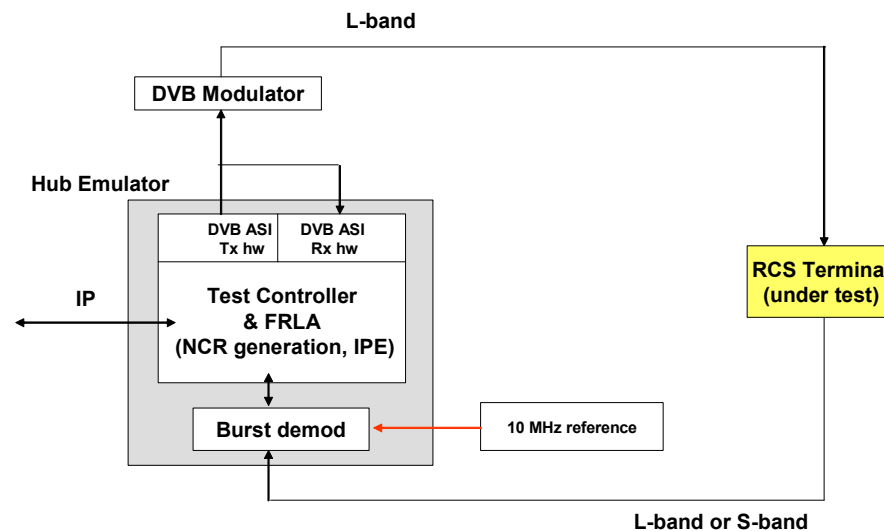 L-band
DVB Modulator
Hub Emulator
DVB ASI
Tx hw
DVB ASI
Rx hw
IP
Test Controller
& FRLA
(NCR generation, IPE)
RCS Termina
(under test)
Burst demod
10 MHz reference
L-band or S-band